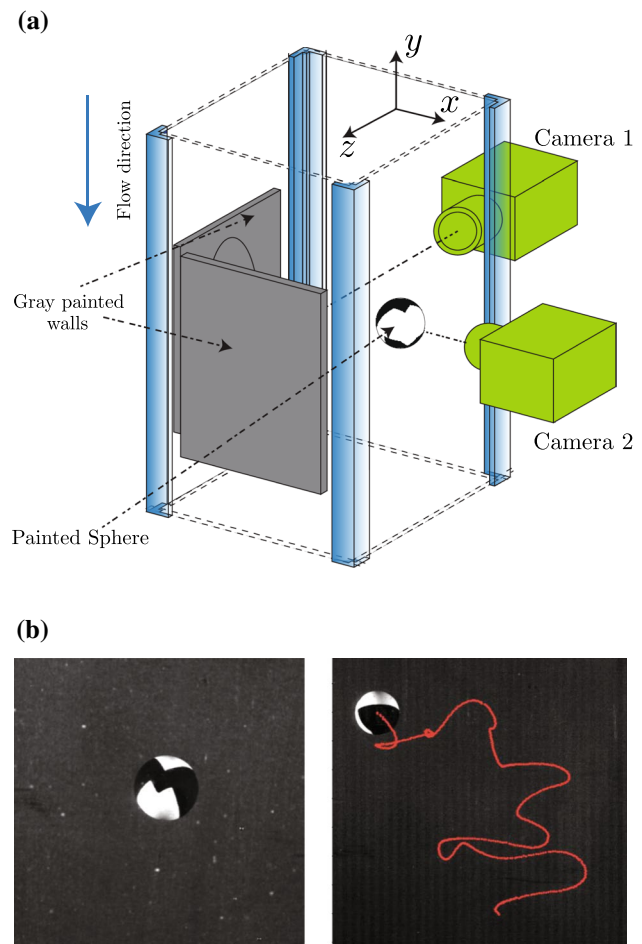 (a)
y
x
z
Camera 1
Flow direction
Gray painted
walls
Camera 2
Painted Sphere
(b)